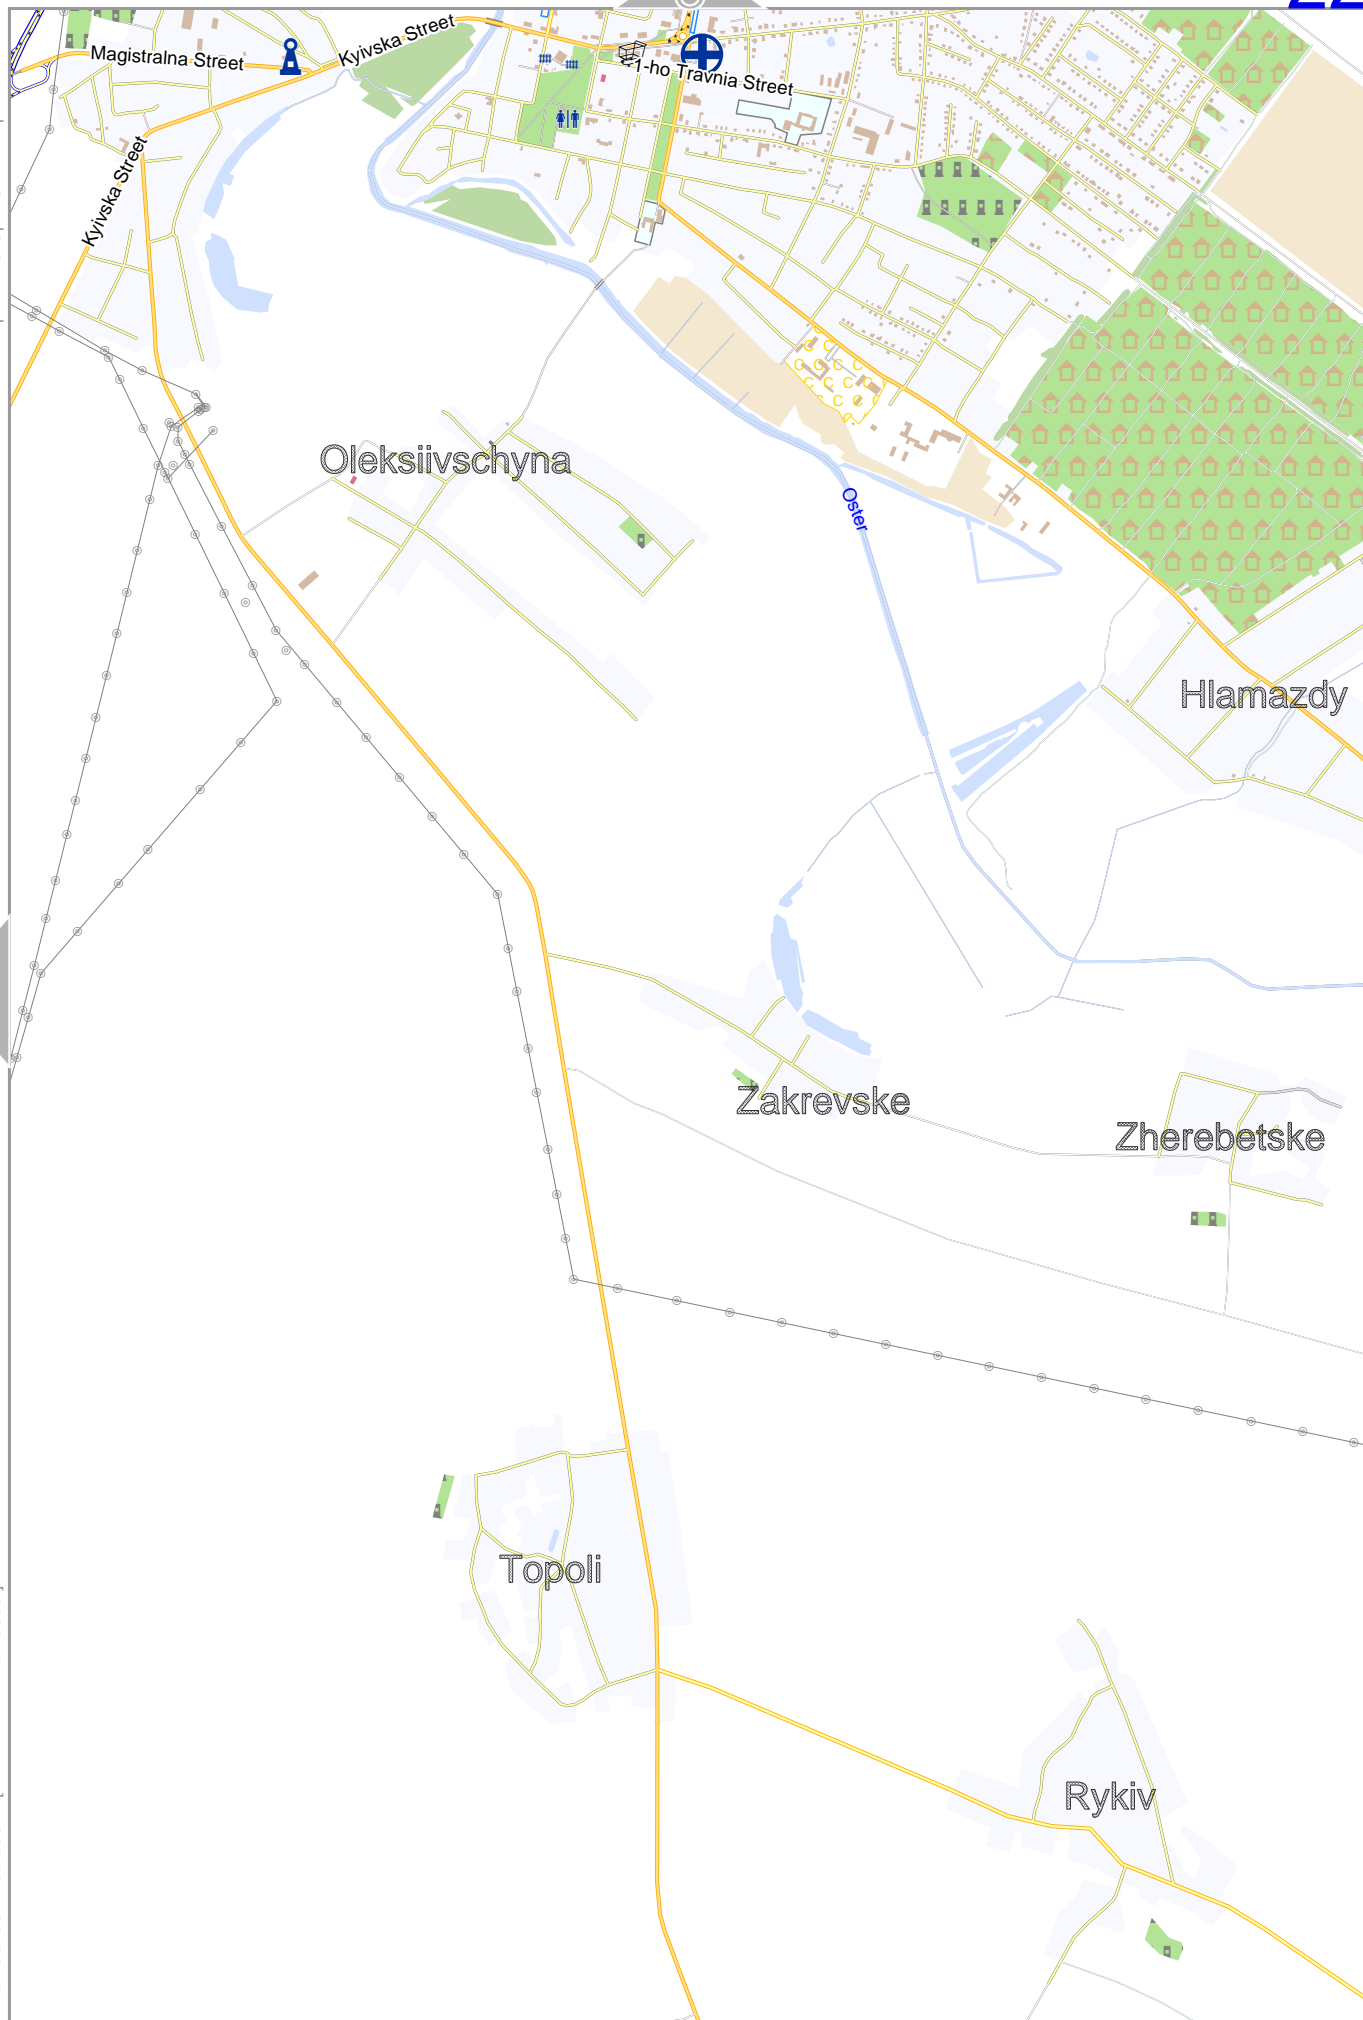 Magistralna Street
Kyivska Street
1-ho Travnia Street
Kyivska Street
Oleksiivschyna
Oster
Hlamazdy
Zakrevske
Zherebetske
Topoli
Rykiv